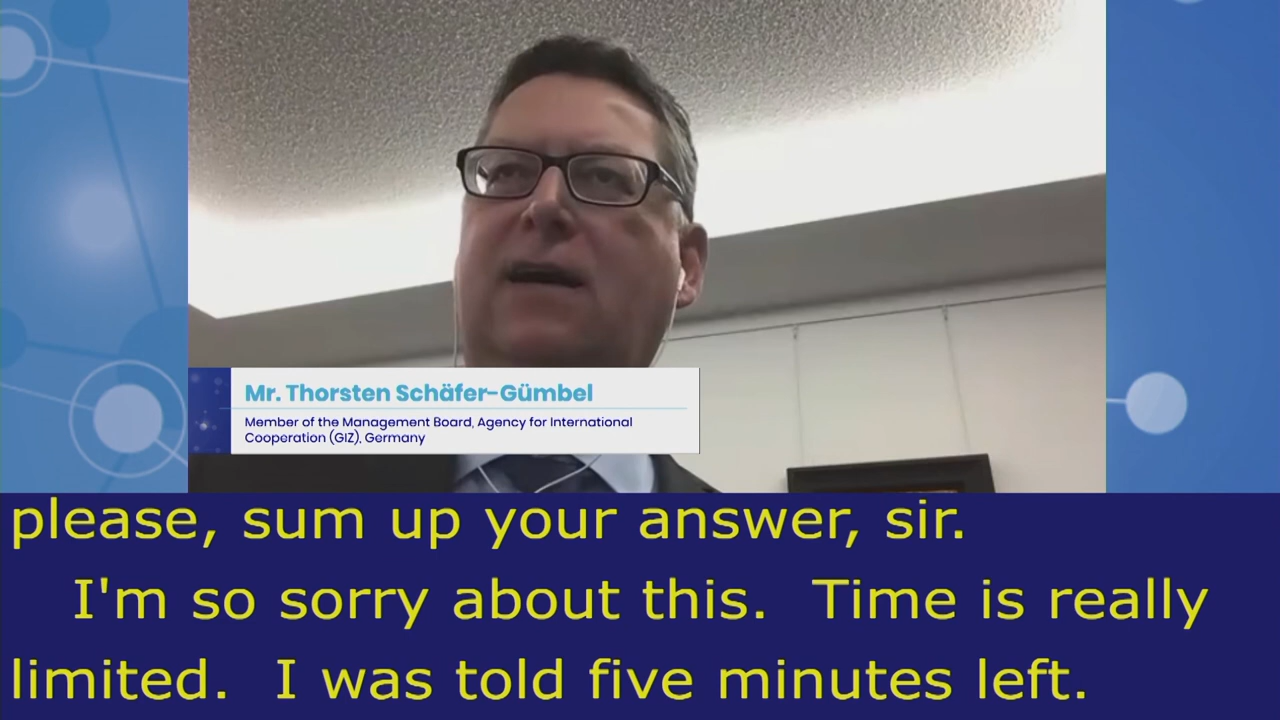 Mr. Thorsten Schäfer-Gümbel
Member of the Management Board, Agency for International
Cooperation (GIZ), Germany
please, sum up your answer, sir.
I'm so sorry about this.  Time is really
limited.  I was told five minutes left.